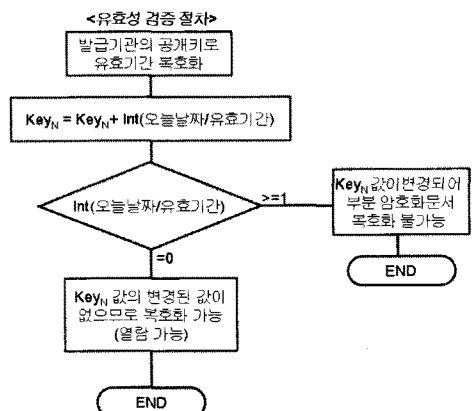 <유효성 검증 절차>
발급기관의 공개키로
유효기간 복호화
KeyN = KeyN+ Int(오늘날짜/유효기간)
Int(오늘날짜/유효기간)
>=1
KeyN 값이변경되어
부분 암호화문서
복호화 불가능
END
=0
KeyN 값의 변경된 값이
없으므로 복호화 가능
(열람 가능)
END